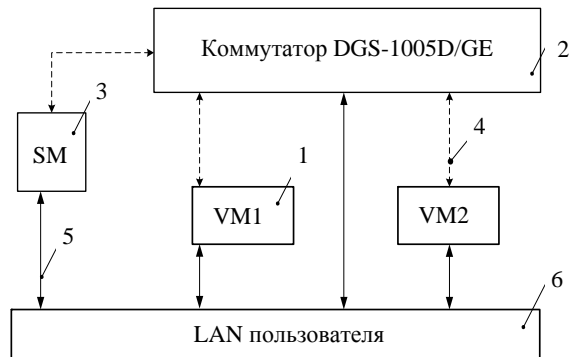 Коммутатор DGS-1005D/GE
2
3
SM
1
4
VM1
VM2
5
6
LAN пользователя